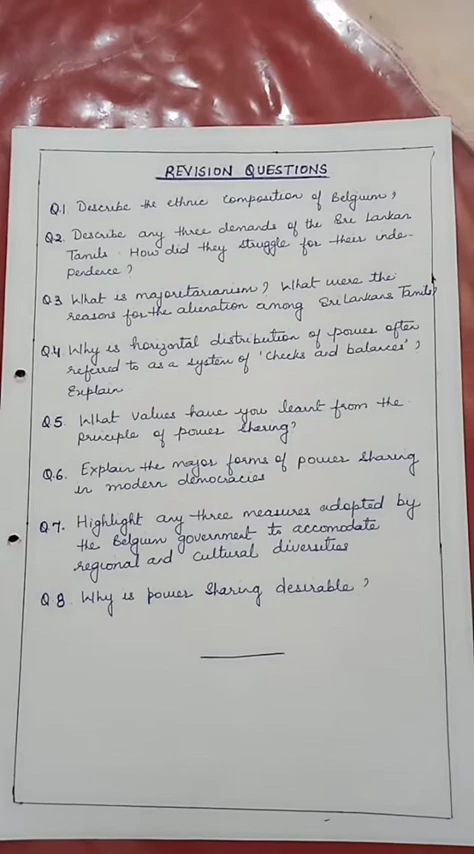 REVISION QUESTIONS
Q.1 Describe the ethnic composition of Belgium?
Q2. Describe any three demands of the Sri Lankan
Tamils. How did they struggle for their inde-
pendence?
Q3 What is majoritarianism? What were the
reasons for the alienation among Sri Lankans Tamils?
Q.4 Why is horizontal distribution of power often
referred to as a system of 'checks and balances'?
Explain
Q5. What values have you learnt from the
principle of power sharing?
Q.6. Explain the major forms of power sharing
in modern democracies
Q.7. Highlight any three measures adopted by
the Belgium government to accomodate
regional and cultural diversities
Q.8. Why is power sharing desirable?